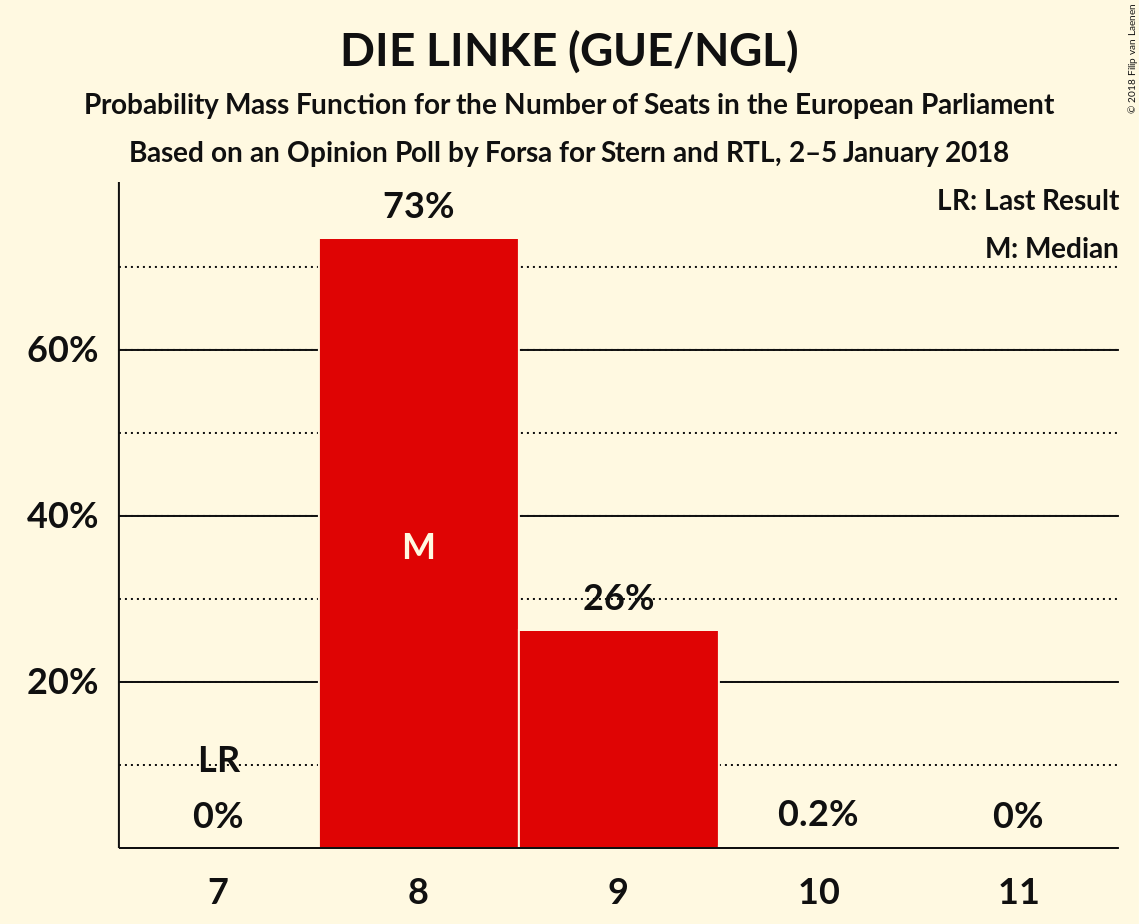 DIE LINKE (GUE/NGL)
Probability Mass Function for the Number of Seats in the European Parliament
Based on an Opinion Poll by Forsa for Stern and RTL, 2–5 January 2018
© 2018 Filip van Laenen
LR: Last Result
M: Median
73%
60%
40%
M
26%
20%
LR
0%
0.2%
0%
7
8
9
10
11